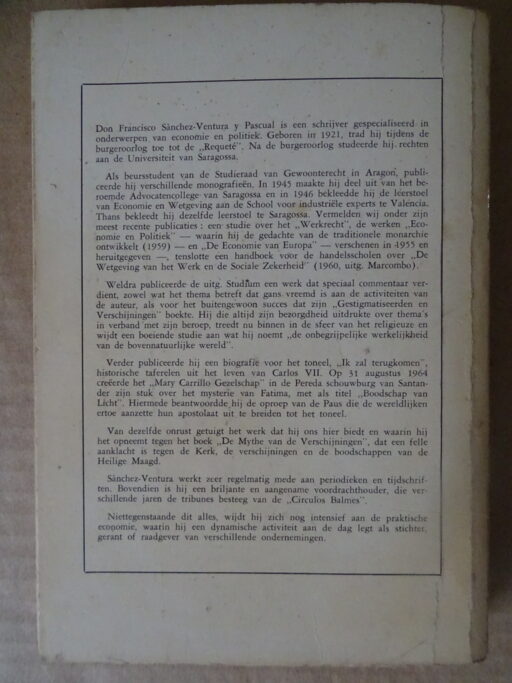 Don Francisco Sànchez-Ventura y Pascual is een schrijver gespecialiseerd in
onderwerpen van economie en politiek. Geboren in 1921, trad hij tijdens de
burgeroorlog toe tot de „Requeté”. Na de burgeroorlog studeerde hij rechten
aan de Universiteit van Saragossa.
Als beursstudent van de Studieraad van Gewoonterecht in Aragon, publi-
ceerde hij verschillende monografieën. In 1945 maakte hij deel uit van het be-
roemde Advocatencollege van Saragossa en in 1946 bekleedde hij de leerstoel
van Economie en Wetgeving aan de School voor industriële experts te Valencia.
Thans bekleedt hij dezelfde leerstoel te Saragossa. Vermelden wij onder zijn
meest recente publicaties : een studie over het „Werkrecht”, de werken „Eco-
nomie en Politiek” — waarin hij de gedachte van de traditionele monarchie
ontwikkelt (1959) — en „De Economie van Europa” — verschenen in 1955 en
heruitgegeven —, tenslotte een handboek voor de handelsscholen over „De
Wetgeving van het Werk en de Sociale Zekerheid” (1960, uitg. Marcombo).
Weldra publiceerde de uitg. Studium een werk dat speciaal commentaar ver-
dient, zowel wat het thema betreft dat gans vreemd is aan de activiteiten van
de auteur, als voor het buitengewoon succes dat zijn „Gestigmatiseerden en
Verschijningen” boekte. Hij die altijd zijn bezorgdheid uitdrukte over thema's
in verband met zijn beroep, treedt nu binnen in de sfeer van het religieuze en
wijdt een boeiende studie aan wat hij noemt „de onbegrijpelijke werkelijkheid
van de bovennatuurlijke wereld”.
Verder publiceerde hij een biografie voor het toneel, „Ik zal terugkomen”,
historische taferelen uit het leven van Carlos VII. Op 31 augustus 1964
creëerde het „Mary Carrillo Gezelschap” in de Pereda schouwburg van Santan-
der zijn stuk over het mysterie van Fatima, met als titel „Boodschap van
Licht”. Hiermede beantwoordde hij de oproep van de Paus die de wereldlijken
ertoe aanzette hun apostolaat uit te breiden tot het toneel.
Van dezelfde onrust getuigt het werk dat hij ons hier biedt en waarin hij
het opneemt tegen het boek „De Mythe van de Verschijningen”, dat een felle
aanklacht is tegen de Kerk, de verschijningen en de boodschappen van de
Heilige Maagd.
Sànchez-Ventura werkt zeer regelmatig mede aan periodieken en tijdschrif-
ten. Bovendien is hij een briljante en aangename voordrachthouder, die ver-
schillende jaren de tribunes besteeg van de „Circulos Balmes”.
Niettegenstaande dit alles, wijdt hij zich nog intensief aan de praktische
economie, waarin hij een dynamische activiteit aan de dag legt als stichter,
gerant of raadgever van verschillende ondernemingen.